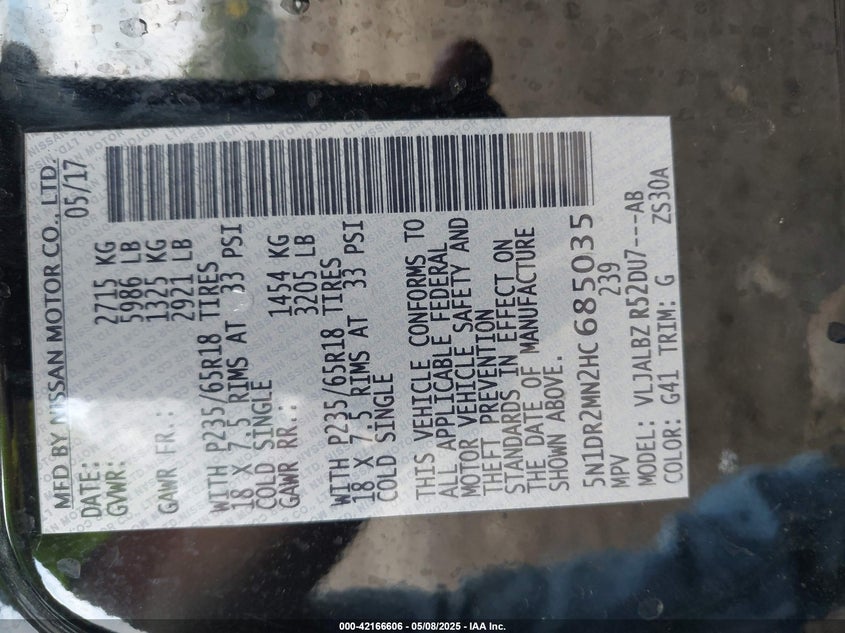 MFD BY NISSAN MOTOR CO., LTD.
DATE: 05/17
GVWR: 2715 KG
5986 LB
GAWR FR.: 1325 KG
2921 LB
WITH P235/65R18 TIRES
18 X 7.5 RIMS AT 33 PSI
COLD SINGLE
GAWR RR.: 1454 KG
3205 LB
WITH P235/65R18 TIRES
18 X 7.5 RIMS AT 33 PSI
COLD SINGLE
THIS VEHICLE CONFORMS TO
ALL APPLICABLE FEDERAL
MOTOR VEHICLE SAFETY AND
THEFT PREVENTION
STANDARDS IN EFFECT ON
THE DATE OF MANUFACTURE
SHOWN ABOVE.
5N1DR2MN2HC685035
MPV 239
MODEL: VLJALBZ R52DU7---AB
COLOR: G41 TRIM: G ZS30A
000-42166606 - 05/08/2025 - IAA Inc.